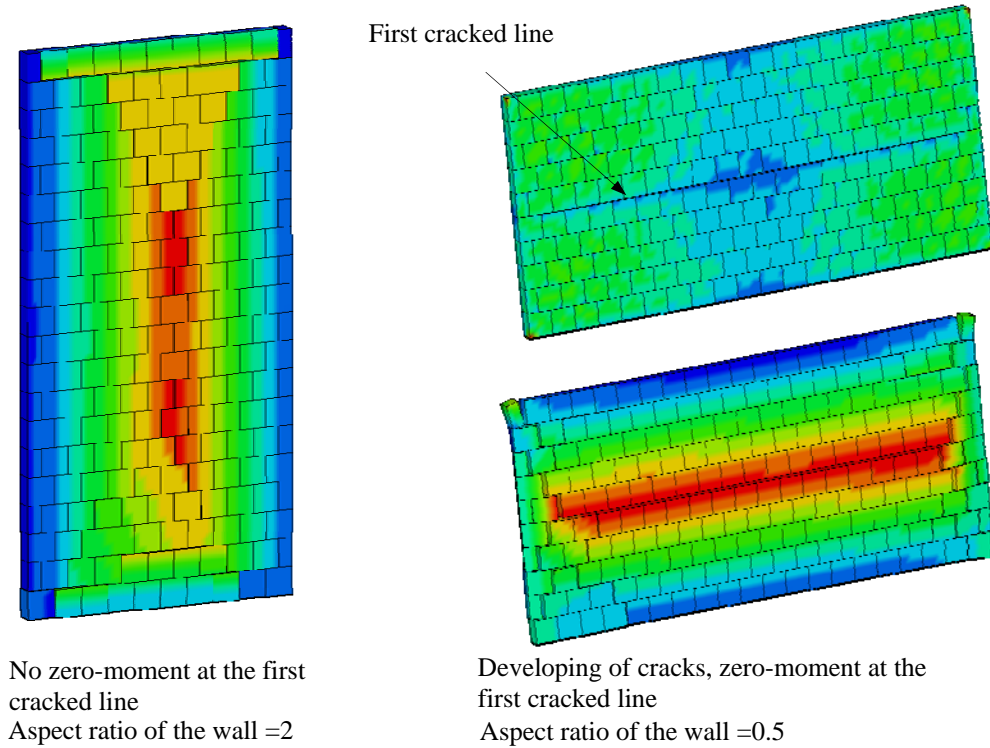 First cracked line
No zero-moment at the first
cracked line
Aspect ratio of the wall =2
Developing of cracks, zero-moment at the
first cracked line
Aspect ratio of the wall =0.5